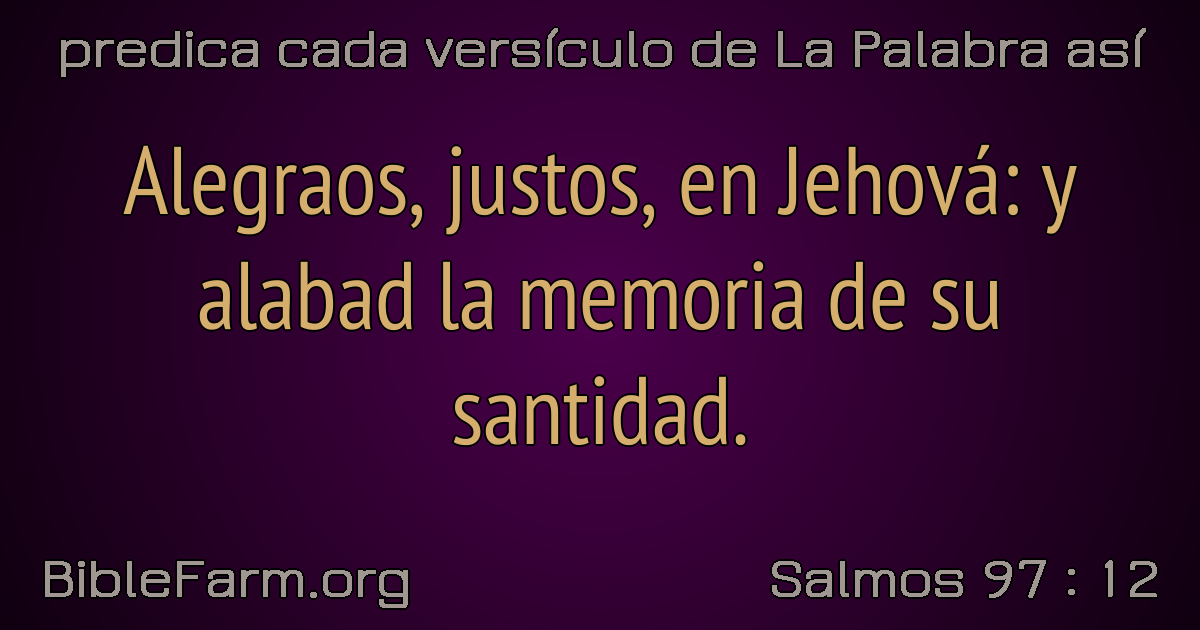 predica cada versículo de La Palabra así
Alegraos, justos, en Jehová: y
alabad la memoria de su
santidad.
BibleFarm.org
Salmos 97 : 12